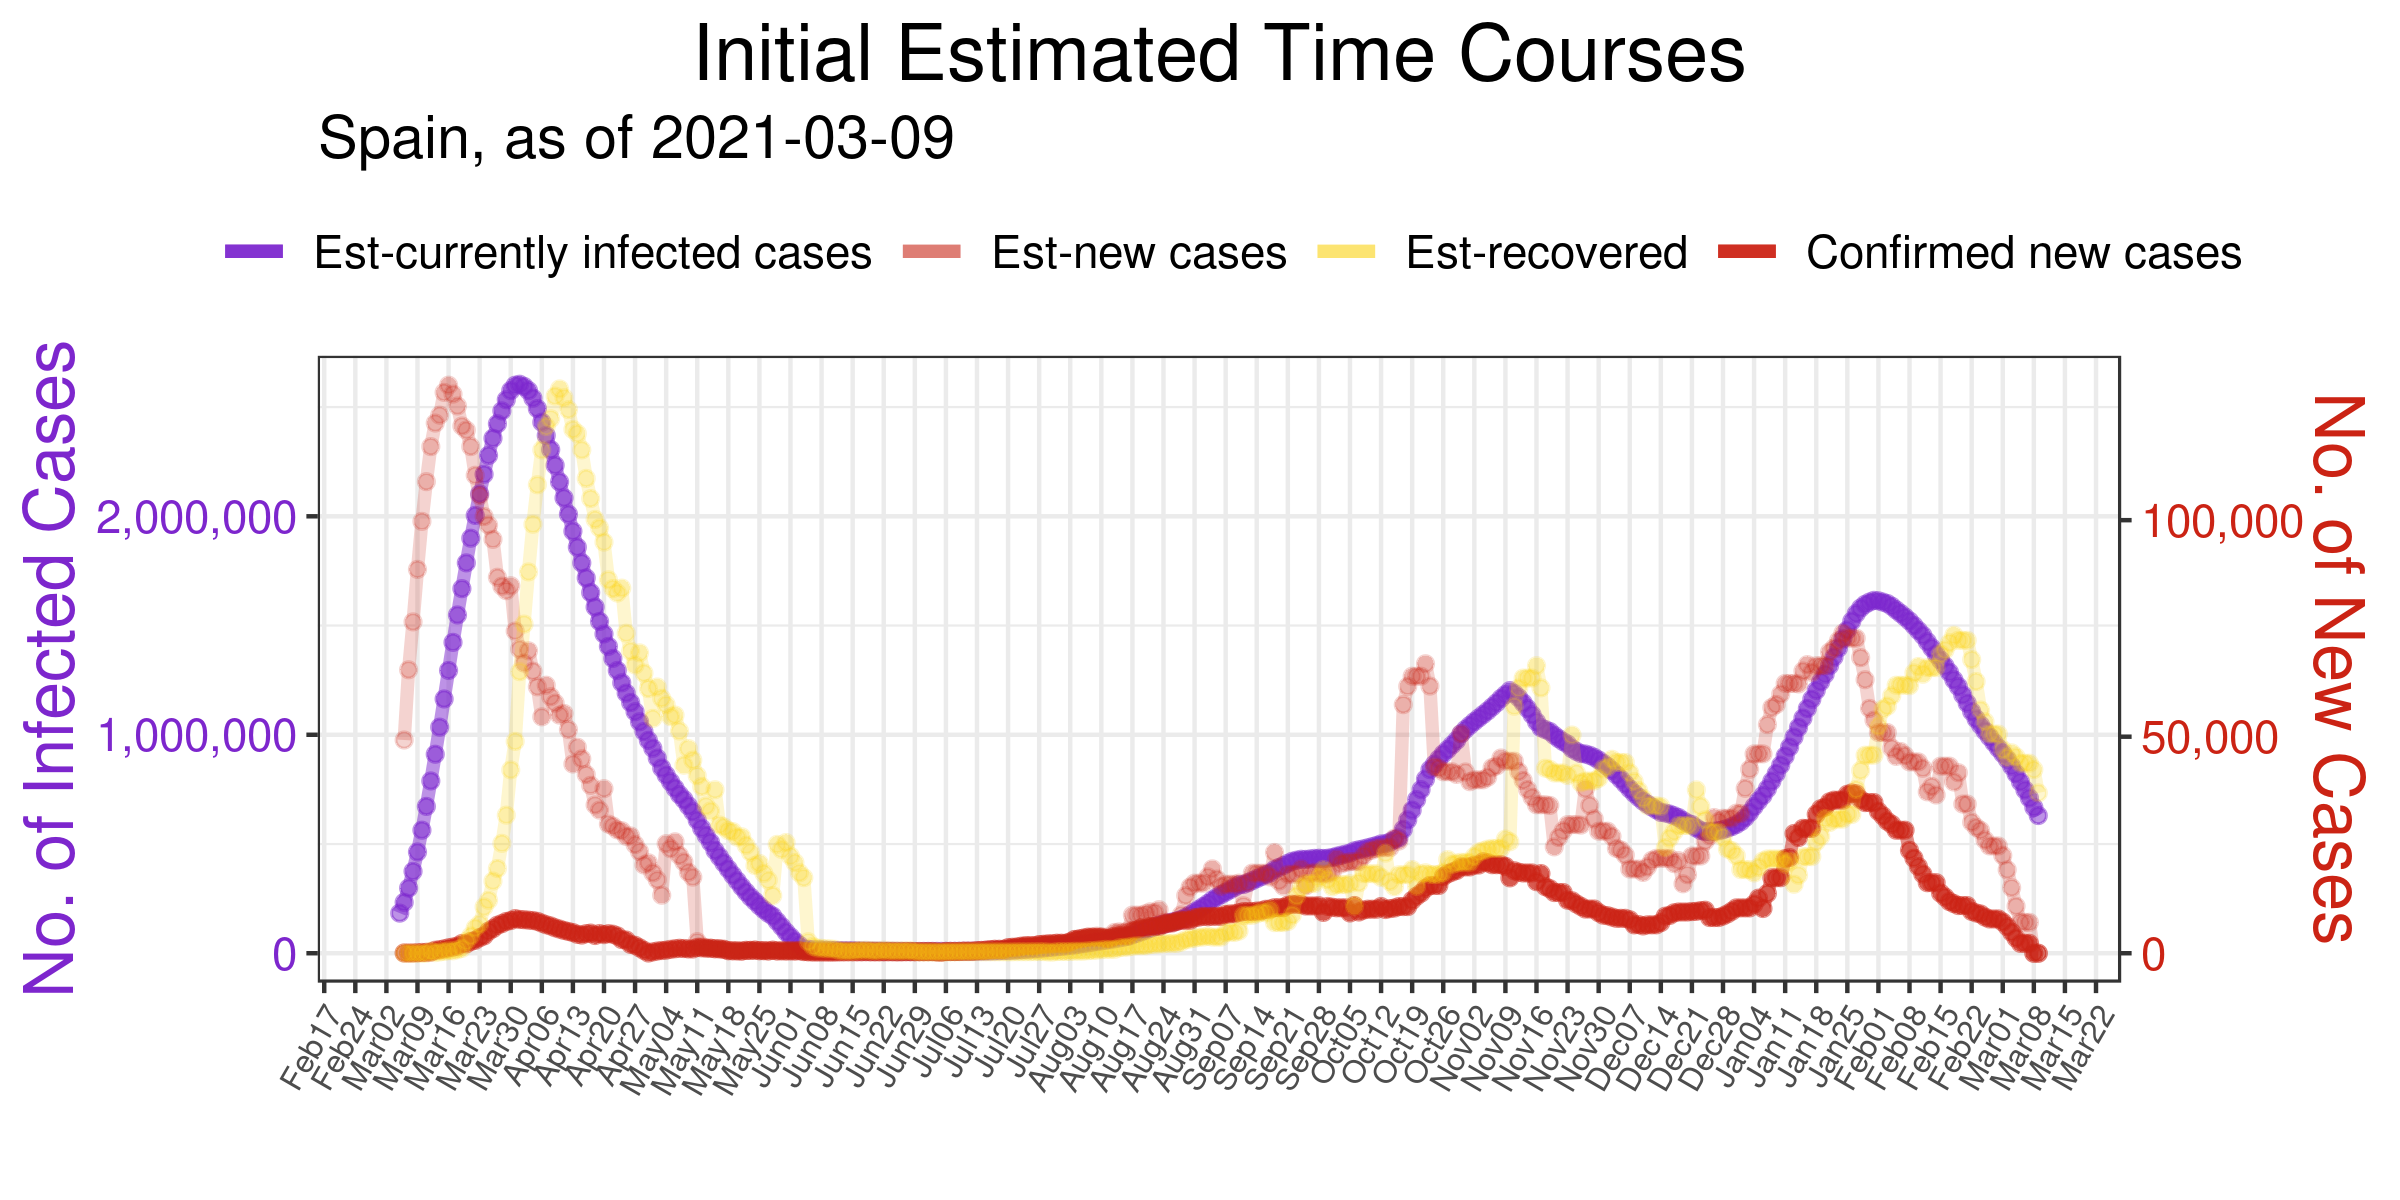 Initial Estimated Time Courses
Spain, as of 2021-03-09
Est-currently infected cases Est-new cases Est-recovered Confirmed new cases
No. of Infected Cases
2,000,000
1,000,000
0
100,000
50,000
0
No. of New Cases
Feb17 Feb24 Mar02 Mar09 Mar16 Mar23 Mar30 Apr06 Apr13 Apr20 Apr27 May04 May11 May18 May25 Jun01 Jun08 Jun15 Jun22 Jun29 Jul06 Jul13 Jul20 Jul27 Aug03 Aug10 Aug17 Aug24 Aug31 Sep07 Sep14 Sep21 Sep28 Oct05 Oct12 Oct19 Oct26 Nov02 Nov09 Nov16 Nov23 Nov30 Dec07 Dec14 Dec21 Dec28 Jan04 Jan11 Jan18 Jan25 Feb01 Feb08 Feb15 Feb22 Mar01 Mar08 Mar15 Mar22